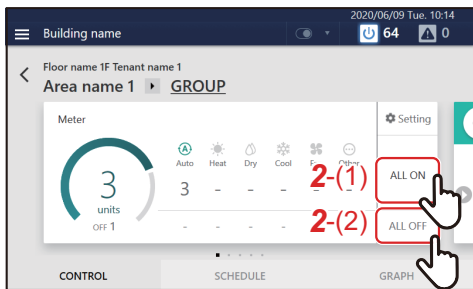 2020/06/09 Tue. 10:14
Building name 64 0
Floor name 1F Tenant name 1
Area name 1 GROUP
Meter Setting
Auto Heat Dry Cool
3 units OFF 1
3 - - - -
- - - - -
2-(1) ALL ON
2-(2) ALL OFF
CONTROL SCHEDULE GRAPH